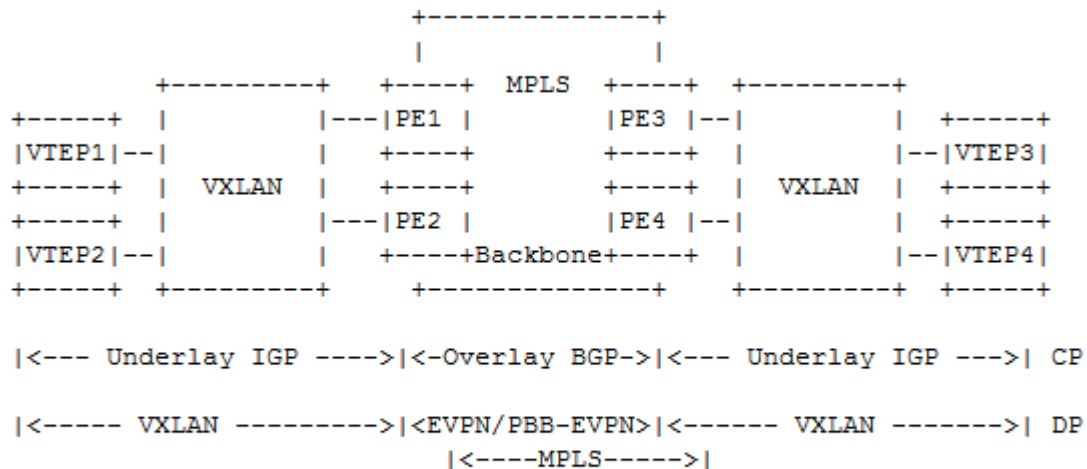 MPLS
PE1 PE3
VTEP1 VTEP3
VXLAN VXLAN
PE2 PE4
VTEP2 Backbone VTEP4
|<--- Underlay IGP ---->|<-Overlay BGP->|<--- Underlay IGP --->| CP
|<----- VXLAN --------->|<EVPN/PBB-EVPN>|<------ VXLAN ------->| DP
|<----MPLS----->|